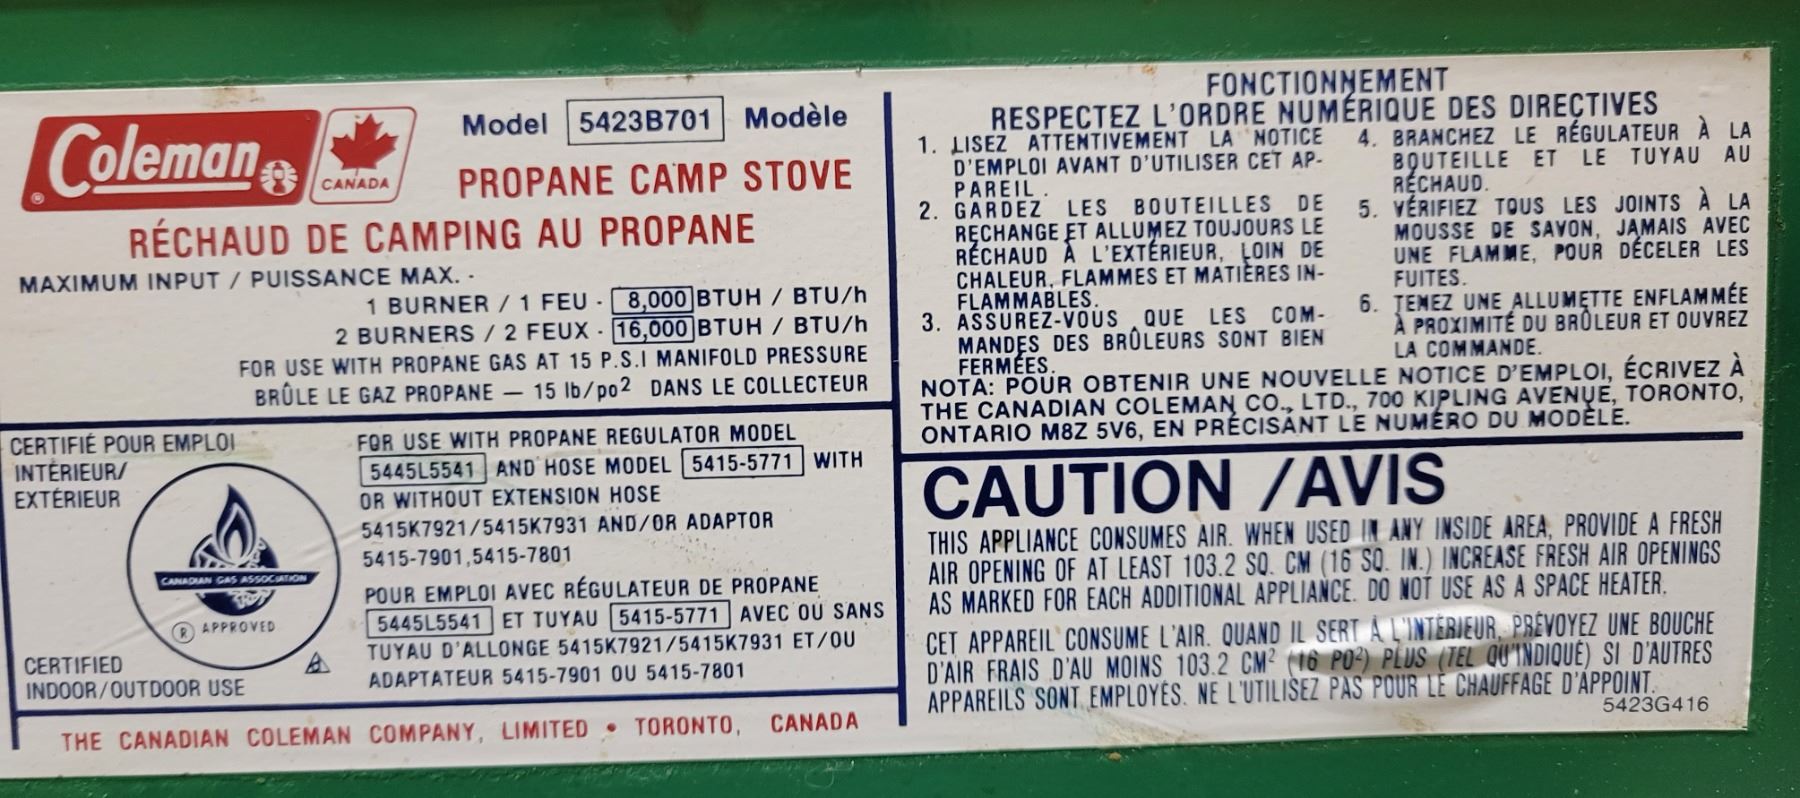 Coleman
CANADA
Model 5423B701 Modèle
PROPANE CAMP STOVE
RÉCHAUD DE CAMPING AU PROPANE
MAXIMUM INPUT / PUISSANCE MAX. -
1 BURNER / 1 FEU - 8,000 BTUH / BTU/h
2 BURNERS / 2 FEUX - 16,000 BTUH / BTU/h
FOR USE WITH PROPANE GAS AT 15 P.S.I MANIFOLD PRESSURE
BRÛLE LE GAZ PROPANE — 15 lb/po2 DANS LE COLLECTEUR
CERTIFIÉ POUR EMPLOI
INTÉRIEUR/
EXTÉRIEUR
CANADIAN GAS ASSOCIATION
® APPROVED
CERTIFIED
INDOOR/OUTDOOR USE
FOR USE WITH PROPANE REGULATOR MODEL
5445L5541 AND HOSE MODEL 5415-5771 WITH
OR WITHOUT EXTENSION HOSE
5415K7921/5415K7931 AND/OR ADAPTOR
5415-7901,5415-7801
POUR EMPLOI AVEC RÉGULATEUR DE PROPANE
5445L5541 ET TUYAU 5415-5771 AVEC OU SANS
TUYAU D'ALLONGE 5415K7921/5415K7931 ET/OU
ADAPTATEUR 5415-7901 OU 5415-7801
THE CANADIAN COLEMAN COMPANY, LIMITED • TORONTO, CANADA
FONCTIONNEMENT
RESPECTEZ L'ORDRE NUMÉRIQUE DES DIRECTIVES
1. LISEZ ATTENTIVEMENT LA NOTICE
D'EMPLOI AVANT D'UTILISER CET AP-
PAREIL.
2. GARDEZ LES BOUTEILLES DE
RECHANGE ET ALLUMEZ TOUJOURS LE
RÉCHAUD À L'EXTÉRIEUR, LOIN DE
CHALEUR, FLAMMES ET MATIÈRES IN-
FLAMMABLES.
3. ASSUREZ-VOUS QUE LES COM-
MANDES DES BRÛLEURS SONT BIEN
FERMÉES.
4. BRANCHEZ LE RÉGULATEUR À LA
BOUTEILLE ET LE TUYAU AU
RÉCHAUD.
5. VÉRIFIEZ TOUS LES JOINTS À LA
MOUSSE DE SAVON, JAMAIS AVEC
UNE FLAMME, POUR DÉCELER LES
FUITES.
6. TENEZ UNE ALLUMETTE ENFLAMMÉE
À PROXIMITÉ DU BRÛLEUR ET OUVREZ
LA COMMANDE.
NOTA: POUR OBTENIR UNE NOUVELLE NOTICE D'EMPLOI, ÉCRIVEZ À
THE CANADIAN COLEMAN CO., LTD., 700 KIPLING AVENUE, TORONTO,
ONTARIO M8Z 5V6, EN PRÉCISANT LE NUMÉRO DU MODÈLE.
CAUTION /AVIS
THIS APPLIANCE CONSUMES AIR. WHEN USED IN ANY INSIDE AREA, PROVIDE A FRESH
AIR OPENING OF AT LEAST 103.2 SQ. CM (16 SQ. IN.) INCREASE FRESH AIR OPENINGS
AS MARKED FOR EACH ADDITIONAL APPLIANCE. DO NOT USE AS A SPACE HEATER.
CET APPAREIL CONSUME L'AIR. QUAND IL SERT À L'INTÉRIEUR, PRÉVOYEZ UNE BOUCHE
D'AIR FRAIS D'AU MOINS 103.2 CM² (16 PO²) PLUS (TEL QU'INDIQUÉ) SI D'AUTRES
APPAREILS SONT EMPLOYÉS. NE L'UTILISEZ PAS POUR LE CHAUFFAGE D'APPOINT.
5423G416